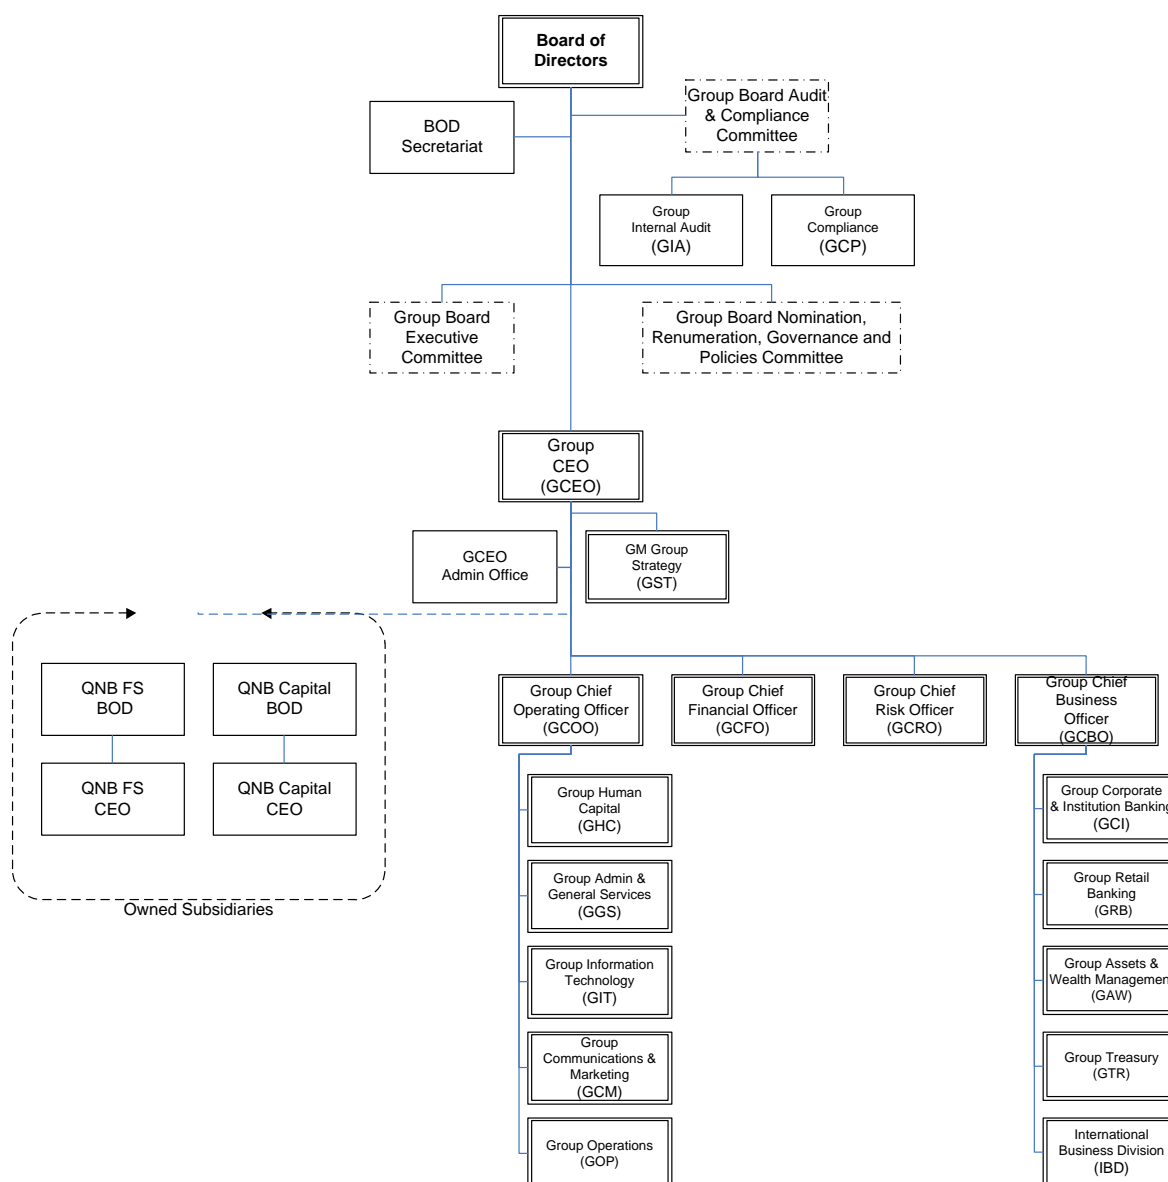 Board of
Directors
Group Board Audit
& Compliance
Committee
BOD
Secretariat
Group
Internal Audit
(GIA)
Group
Compliance
(GCP)
Group Board
Executive
Committee
Group Board Nomination,
Renumeration, Governance and
Policies Committee
Group
CEO
(GCEO)
GCEO
Admin Office
GM Group
Strategy
(GST)
QNB FS
BOD
QNB Capital
BOD
QNB FS
CEO
QNB Capital
CEO
Owned Subsidiaries
Group Chief
Operating Officer
(GCOO)
Group Chief
Financial Officer
(GCFO)
Group Chief
Risk Officer
(GCRO)
Group Chief
Business
Officer
(GCBO)
Group Human
Capital
(GHC)
Group Admin &
General Services
(GGS)
Group Information
Technology
(GIT)
Group
Communications &
Marketing
(GCM)
Group Operations
(GOP)
Group Corporate
& Institution Banking
(GCI)
Group Retail
Banking
(GRB)
Group Assets &
Wealth Management
(GAW)
Group Treasury
(GTR)
International
Business Division
(IBD)